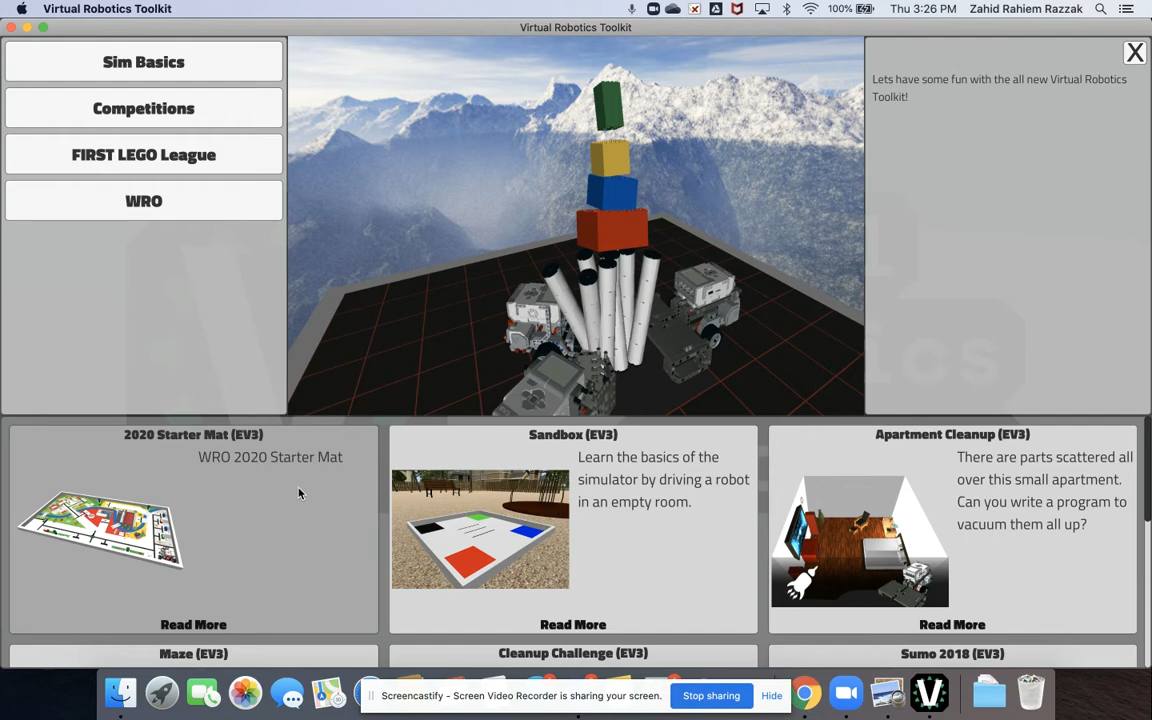 Virtual Robotics Toolkit
100%
Thu 3:26 PM
Zahid Rahiem Razzak
Virtual Robotics Toolkit
Sim Basics
Competitions
FIRST LEGO League
WRO
X
Lets have some fun with the all new Virtual Robotics
Toolkit!
2020 Starter Mat (EV3)
WRO 2020 Starter Mat
Read More
Sandbox (EV3)
Learn the basics of the
simulator by driving a robot
in an empty room.
Read More
Apartment Cleanup (EV3)
There are parts scattered all
over this small apartment.
Can you write a program to
vacuum them all up?
Read More
Maze (EV3)
Cleanup Challenge (EV3)
Sumo 2018 (EV3)
Screencastify - Screen Video Recorder is sharing your screen.
Stop sharing
Hide